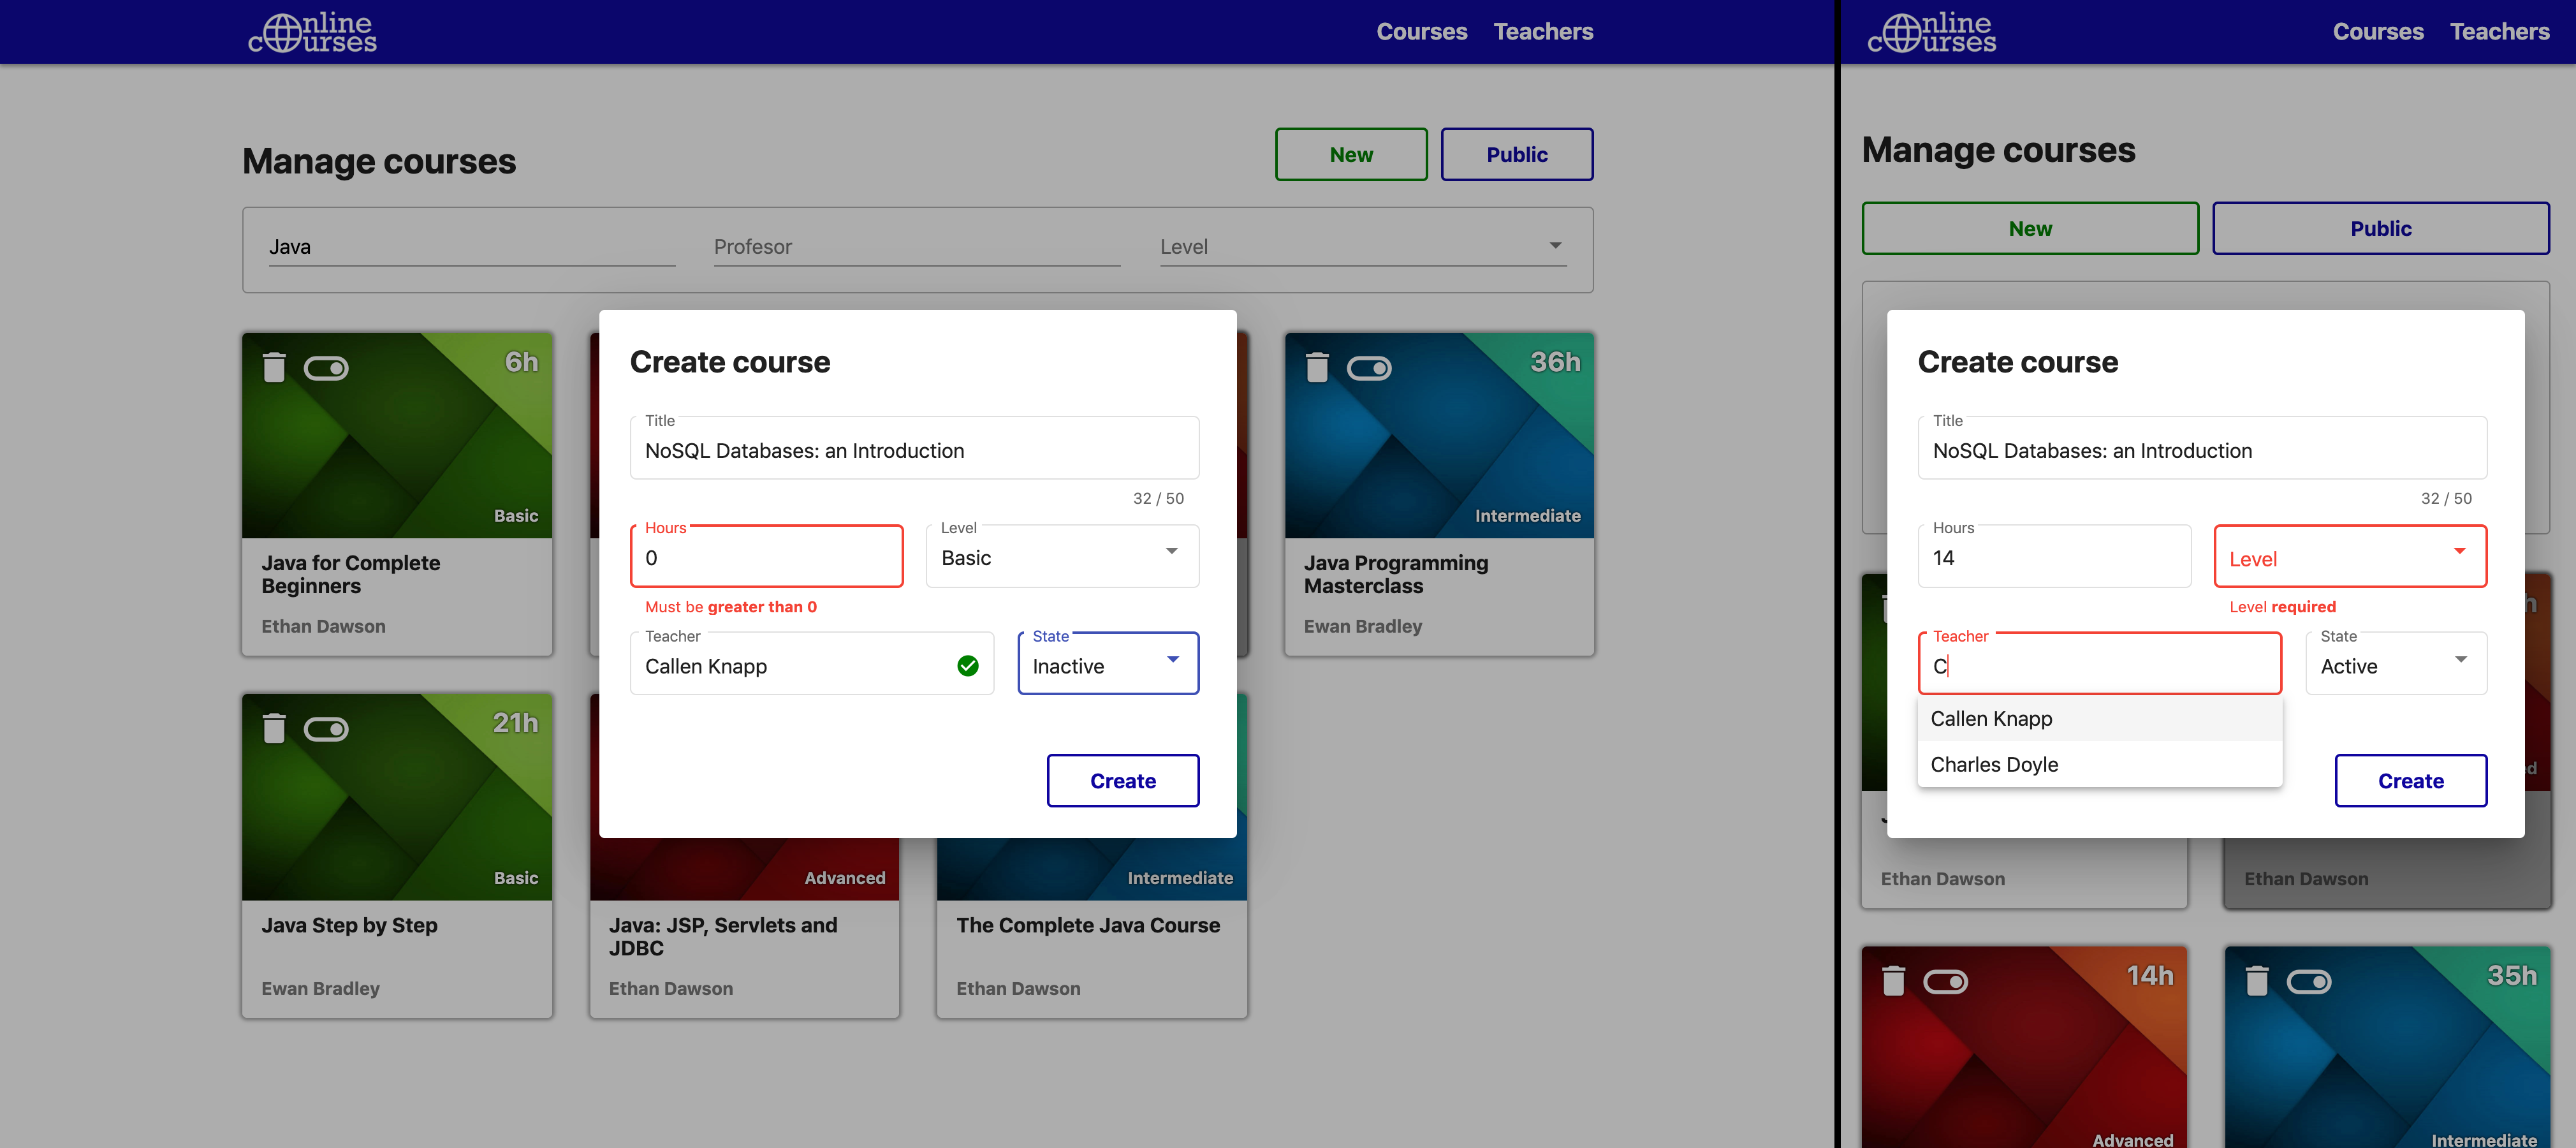 Online
courses
Courses Teachers
Manage courses
New Public
Java Profesor Level
6h
Basic
Java for Complete
Beginners
Ethan Dawson
36h
Intermediate
Java Programming
Masterclass
Ewan Bradley
Create course
Title
NoSQL Databases: an Introduction
32 / 50
Hours
0
Must be greater than 0
Level
Basic
Teacher
Callen Knapp
State
Inactive
Create
21h
Basic
Java Step by Step
Ewan Bradley
Advanced
Java: JSP, Servlets and
JDBC
Ethan Dawson
Intermediate
The Complete Java Course
Ethan Dawson
Online
courses
Courses Teachers
Manage courses
New Public
Create course
Title
NoSQL Databases: an Introduction
32 / 50
Hours
14
Level
Level required
Teacher
C
Callen Knapp
Charles Doyle
State
Active
Create
Ethan Dawson
Ethan Dawson
14h
Advanced
35h
Intermediate